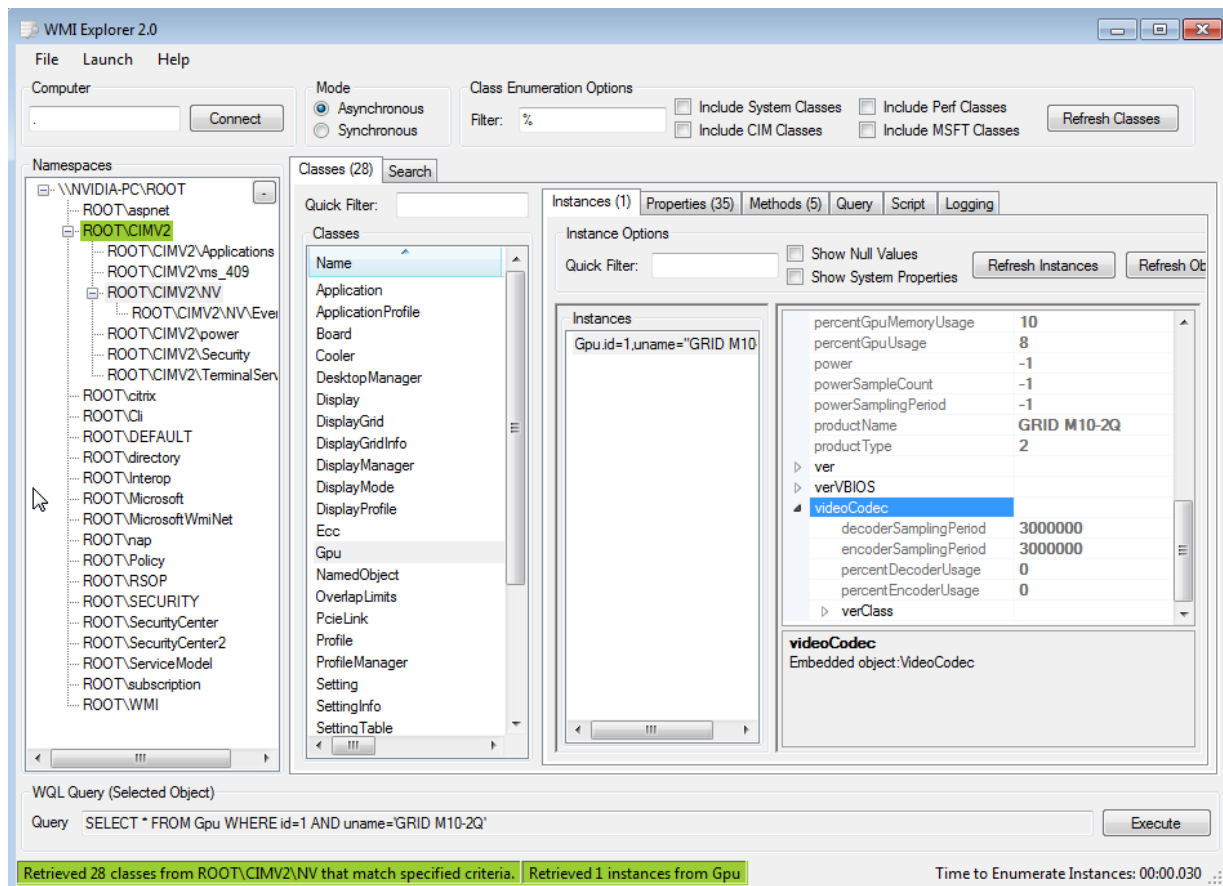 WMI Explorer 2.0
File Launch Help
Computer
.
Connect
Mode
Asynchronous
Synchronous
Class Enumeration Options
Filter: %
Include System Classes
Include CIM Classes
Include Perf Classes
Include MSFT Classes
Refresh Classes
Namespaces
\\NVIDIA-PC\ROOT
-
ROOT\aspnet
ROOT\CIMV2
ROOT\CIMV2\Applications
ROOT\CIMV2\ms_409
ROOT\CIMV2\NV
ROOT\CIMV2\NV\Ever
ROOT\CIMV2\power
ROOT\CIMV2\Security
ROOT\CIMV2\TerminalServ
ROOT\citrix
ROOT\Cli
ROOT\DEFAULT
ROOT\directory
ROOT\Interop
ROOT\Microsoft
ROOT\MicrosoftWmiNet
ROOT\nap
ROOT\Policy
ROOT\RSOP
ROOT\SECURITY
ROOT\SecurityCenter
ROOT\SecurityCenter2
ROOT\ServiceModel
ROOT\subscription
ROOT\WMI
Classes (28) Search
Quick Filter:
Classes
Name
Application
ApplicationProfile
Board
Cooler
DesktopManager
Display
DisplayGrid
DisplayGridInfo
DisplayManager
DisplayMode
DisplayProfile
Ecc
Gpu
NamedObject
OverlapLimits
PcieLink
Profile
ProfileManager
Setting
SettingInfo
SettingTable
Instances (1) Properties (35) Methods (5) Query Script Logging
Instance Options
Quick Filter:
Show Null Values
Show System Properties
Refresh Instances
Refresh Ob
Instances
Gpu.id=1,uname="GRID M10-
percentGpuMemoryUsage 10
percentGpuUsage 8
power -1
powerSampleCount -1
powerSamplingPeriod -1
productName GRID M10-2Q
productType 2
ver
verVBIOS
videoCodec
decoderSamplingPeriod 3000000
encoderSamplingPeriod 3000000
percentDecoderUsage 0
percentEncoderUsage 0
verClass
videoCodec
Embedded object:VideoCodec
WQL Query (Selected Object)
Query SELECT * FROM Gpu WHERE id=1 AND uname='GRID M10-2Q'
Execute
Retrieved 28 classes from ROOT\CIMV2\NV that match specified criteria. Retrieved 1 instances from Gpu Time to Enumerate Instances: 00:00.030